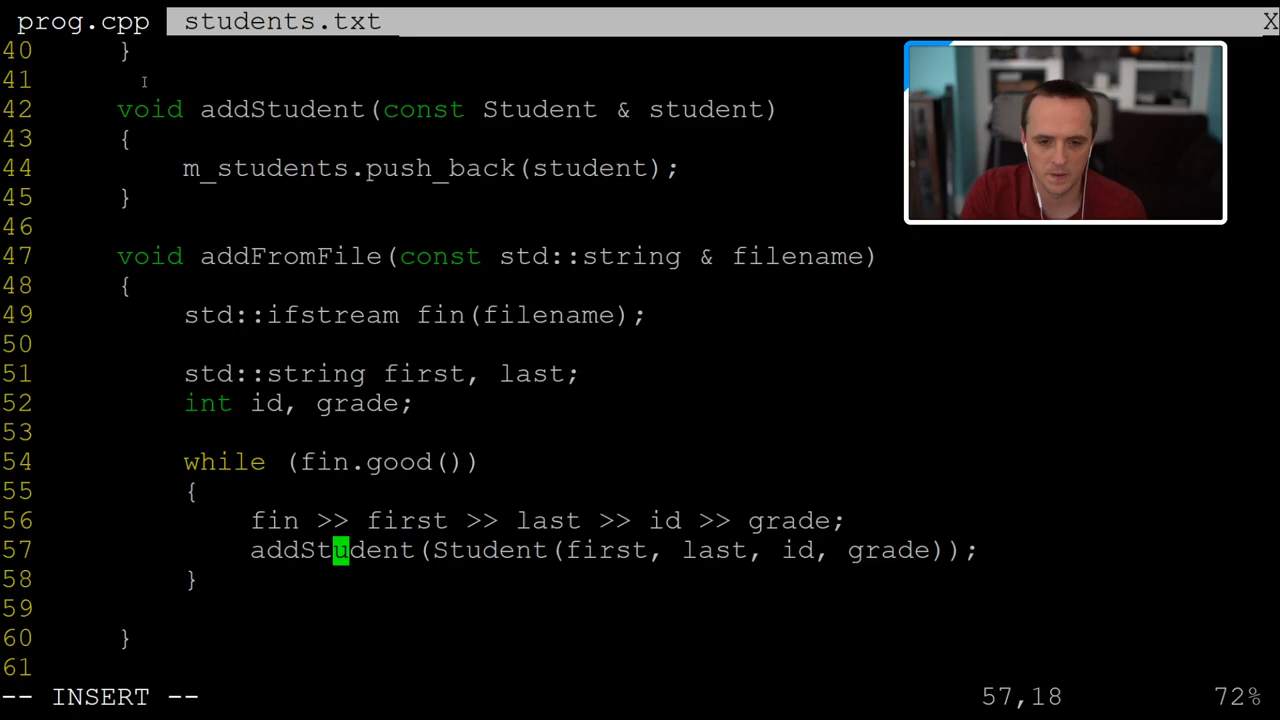 prog.cpp students.txt X
40 }
41
42 void addStudent(const Student & student)
43 {
44 m_students.push_back(student);
45 }
46
47 void addFromFile(const std::string & filename)
48 {
49 std::ifstream fin(filename);
50
51 std::string first, last;
52 int id, grade;
53
54 while (fin.good())
55 {
56 fin >> first >> last >> id >> grade;
57 addStudent(Student(first, last, id, grade));
58 }
59
60 }
61
-- INSERT -- 57,18 72%